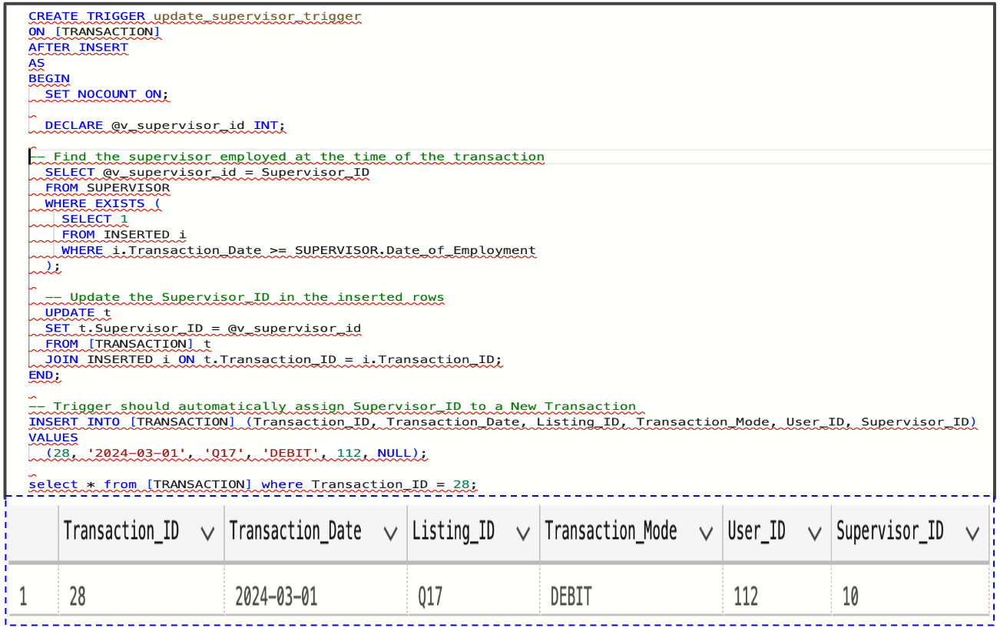 CREATE TRIGGER update_supervisor_trigger
ON [TRANSACTION]
AFTER INSERT
AS
BEGIN
SET NOCOUNT ON;
DECLARE @v_supervisor_id INT;
-- Find the supervisor employed at the time of the transaction
SELECT @v_supervisor_id = Supervisor_ID
FROM SUPERVISOR
WHERE EXISTS (
SELECT 1
FROM INSERTED i
WHERE i.Transaction_Date >= SUPERVISOR.Date_of_Employment
);
-- Update the Supervisor_ID in the inserted rows
UPDATE t
SET t.Supervisor_ID = @v_supervisor_id
FROM [TRANSACTION] t
JOIN INSERTED i ON t.Transaction_ID = i.Transaction_ID;
END;
-- Trigger should automatically assign Supervisor_ID to a New Transaction
INSERT INTO [TRANSACTION] (Transaction_ID, Transaction_Date, Listing_ID, Transaction_Mode, User_ID, Supervisor_ID)
VALUES
(28, '2024-03-01', 'Q17', 'DEBIT', 112, NULL);
select * from [TRANSACTION] where Transaction_ID = 28;
Transaction_ID Transaction_Date Listing_ID Transaction_Mode User_ID Supervisor_ID
1 28 2024-03-01 Q17 DEBIT 112 10